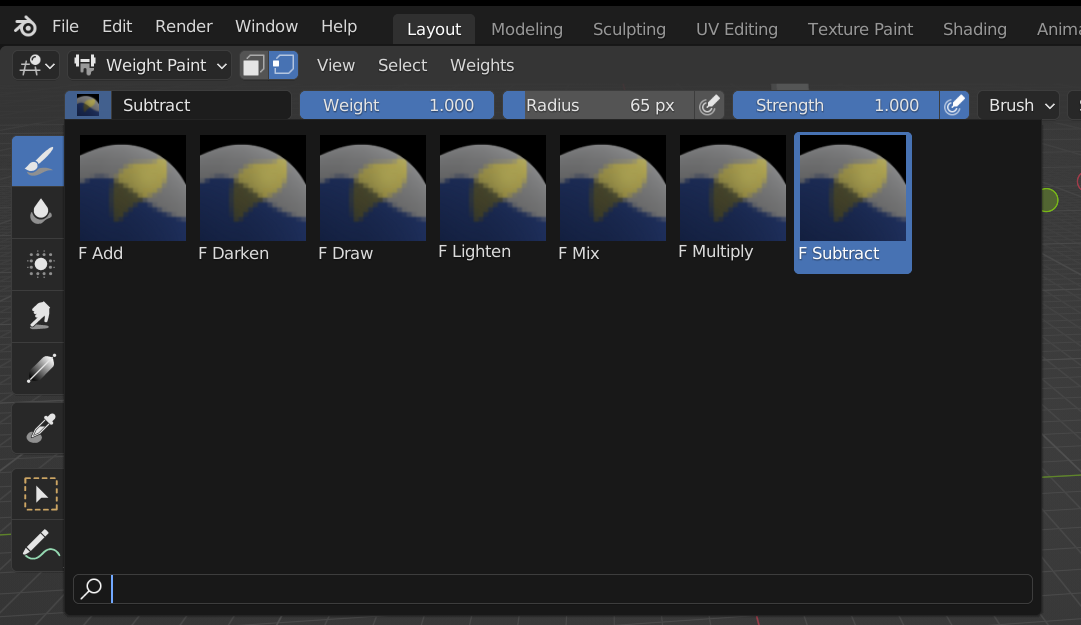 File Edit Render Window Help Layout Modeling Sculpting UV Editing Texture Paint Shading
Weight Paint View Select Weights
Subtract Weight 1.000 Radius 65 px Strength 1.000 Brush
F Add F Darken F Draw F Lighten F Mix F Multiply F Subtract